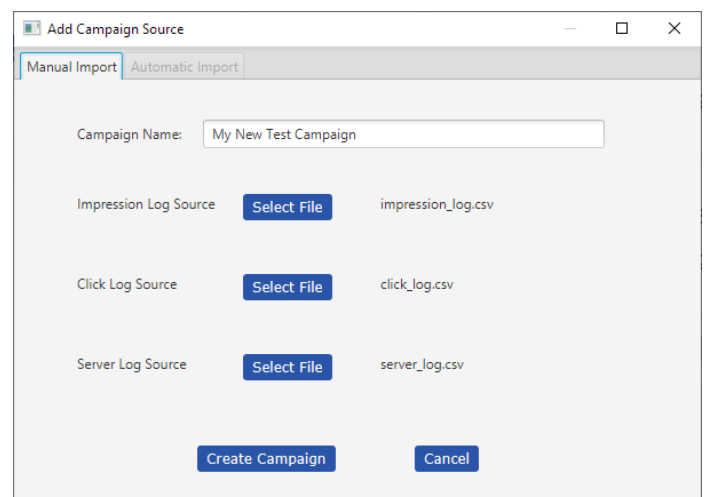 Add Campaign Source
Manual Import Automatic Import
Campaign Name: My New Test Campaign
Impression Log Source Select File impression_log.csv
Click Log Source Select File click_log.csv
Server Log Source Select File server_log.csv
Create Campaign Cancel